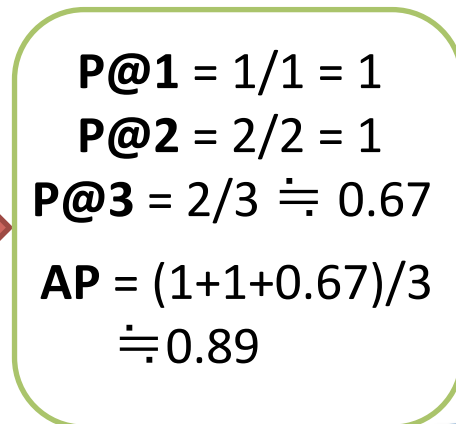 P@1 = 1/1 = 1
P@2 = 2/2 = 1
P@3 = 2/3 ≒ 0.67
AP = (1+1+0.67)/3
≒0.89